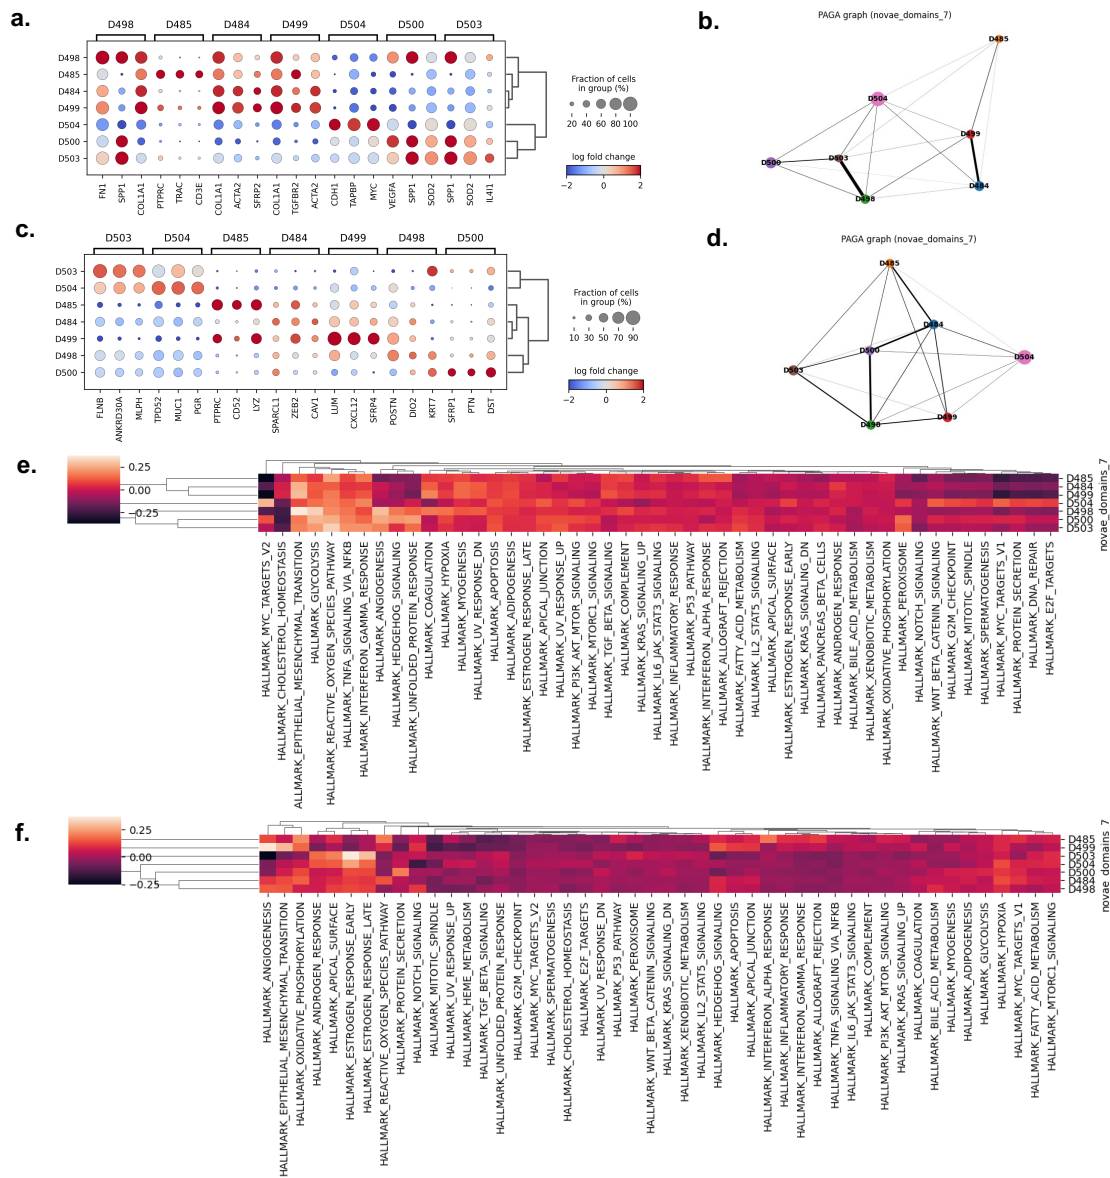 a.
D498 D485 D484 D499 D504 D500 D503
D498
D485
D484
D499
D504
D500
D503
FN1 SPP1 COL1A1 PTPRC TRAC CD3E COL1A1 ACTA2 SFRP2 COL1A1 TGFBR2 ACTA2 CDH1 TAPBP MYC VEGFA SPP1 SOD2 SPP1 SOD2 IL4I1
Fraction of cells
in group (%)
20 40 60 80 100
log fold change
−2 0 2
b.
PAGA graph (novae_domains_7)
D485
D504
D499
D503
D500
D484
D498
c.
D503 D504 D485 D484 D499 D498 D500
D503
D504
D485
D484
D499
D498
D500
FLNB ANKRD30A MLPH TPD52 MUC1 PGR PTPRC CD52 LYZ SPARCL1 ZEB2 CAV1 LUM CXCL12 SFRP4 POSTN DIO2 KRT7 SFRP1 PTN DST
Fraction of cells
in group (%)
10 30 50 70 90
log fold change
−2 0 2
d.
PAGA graph (novae_domains_7)
D485
D484
D500
D504
D503
D499
D498
e.
0.25
0.00
−0.25
D485
D484
D499
D504
D498
D500
D503
novae_domains_7
HALLMARK_MYC_TARGETS_V2
HALLMARK_CHOLESTEROL_HOMEOSTASIS
ALLMARK_EPITHELIAL_MESENCHYMAL_TRANSITION
HALLMARK_GLYCOLYSIS
HALLMARK_REACTIVE_OXYGEN_SPECIES_PATHWAY
HALLMARK_TNFA_SIGNALING_VIA_NFKB
HALLMARK_INTERFERON_GAMMA_RESPONSE
HALLMARK_ANGIOGENESIS
HALLMARK_HEDGEHOG_SIGNALING
HALLMARK_UNFOLDED_PROTEIN_RESPONSE
HALLMARK_COAGULATION
HALLMARK_HYPOXIA
HALLMARK_MYOGENESIS
HALLMARK_UV_RESPONSE_DN
HALLMARK_APOPTOSIS
HALLMARK_ADIPOGENESIS
HALLMARK_ESTROGEN_RESPONSE_LATE
HALLMARK_APICAL_JUNCTION
HALLMARK_UV_RESPONSE_UP
HALLMARK_PI3K_AKT_MTOR_SIGNALING
HALLMARK_MTORC1_SIGNALING
HALLMARK_TGF_BETA_SIGNALING
HALLMARK_COMPLEMENT
HALLMARK_KRAS_SIGNALING_UP
HALLMARK_IL6_JAK_STAT3_SIGNALING
HALLMARK_INFLAMMATORY_RESPONSE
HALLMARK_P53_PATHWAY
HALLMARK_INTERFERON_ALPHA_RESPONSE
HALLMARK_ALLOGRAFT_REJECTION
HALLMARK_FATTY_ACID_METABOLISM
HALLMARK_IL2_STAT5_SIGNALING
HALLMARK_APICAL_SURFACE
HALLMARK_ESTROGEN_RESPONSE_EARLY
HALLMARK_KRAS_SIGNALING_DN
HALLMARK_PANCREAS_BETA_CELLS
HALLMARK_ANDROGEN_RESPONSE
HALLMARK_BILE_ACID_METABOLISM
HALLMARK_XENOBIOTIC_METABOLISM
HALLMARK_OXIDATIVE_PHOSPHORYLATION
HALLMARK_PEROXISOME
HALLMARK_NOTCH_SIGNALING
HALLMARK_WNT_BETA_CATENIN_SIGNALING
HALLMARK_G2M_CHECKPOINT
HALLMARK_MITOTIC_SPINDLE
HALLMARK_SPERMATOGENESIS
HALLMARK_MYC_TARGETS_V1
HALLMARK_PROTEIN_SECRETION
HALLMARK_DNA_REPAIR
HALLMARK_E2F_TARGETS
f.
0.25
0.00
−0.25
D485
D499
D503
D504
D500
D484
D498
novae_domains_7
HALLMARK_ANGIOGENESIS
HALLMARK_EPITHELIAL_MESENCHYMAL_TRANSITION
HALLMARK_OXIDATIVE_PHOSPHORYLATION
HALLMARK_ANDROGEN_RESPONSE
HALLMARK_APICAL_SURFACE
HALLMARK_ESTROGEN_RESPONSE_EARLY
HALLMARK_ESTROGEN_RESPONSE_LATE
HALLMARK_REACTIVE_OXYGEN_SPECIES_PATHWAY
HALLMARK_PROTEIN_SECRETION
HALLMARK_NOTCH_SIGNALING
HALLMARK_MITOTIC_SPINDLE
HALLMARK_UV_RESPONSE_UP
HALLMARK_HEME_METABOLISM
HALLMARK_TGF_BETA_SIGNALING
HALLMARK_UNFOLDED_PROTEIN_RESPONSE
HALLMARK_G2M_CHECKPOINT
HALLMARK_MYC_TARGETS_V2
HALLMARK_SPERMATOGENESIS
HALLMARK_CHOLESTEROL_HOMEOSTASIS
HALLMARK_E2F_TARGETS
HALLMARK_UV_RESPONSE_DN
HALLMARK_P53_PATHWAY
HALLMARK_PEROXISOME
HALLMARK_WNT_BETA_CATENIN_SIGNALING
HALLMARK_KRAS_SIGNALING_DN
HALLMARK_XENOBIOTIC_METABOLISM
HALLMARK_IL2_STAT5_SIGNALING
HALLMARK_HEDGEHOG_SIGNALING
HALLMARK_APOPTOSIS
HALLMARK_APICAL_JUNCTION
HALLMARK_INTERFERON_ALPHA_RESPONSE
HALLMARK_INFLAMMATORY_RESPONSE
HALLMARK_INTERFERON_GAMMA_RESPONSE
HALLMARK_ALLOGRAFT_REJECTION
HALLMARK_TNFA_SIGNALING_VIA_NFKB
HALLMARK_IL6_JAK_STAT3_SIGNALING
HALLMARK_COMPLEMENT
HALLMARK_PI3K_AKT_MTOR_SIGNALING
HALLMARK_KRAS_SIGNALING_UP
HALLMARK_COAGULATION
HALLMARK_BILE_ACID_METABOLISM
HALLMARK_MYOGENESIS
HALLMARK_ADIPOGENESIS
HALLMARK_GLYCOLYSIS
HALLMARK_HYPOXIA
HALLMARK_MYC_TARGETS_V1
HALLMARK_FATTY_ACID_METABOLISM
HALLMARK_MTORC1_SIGNALING